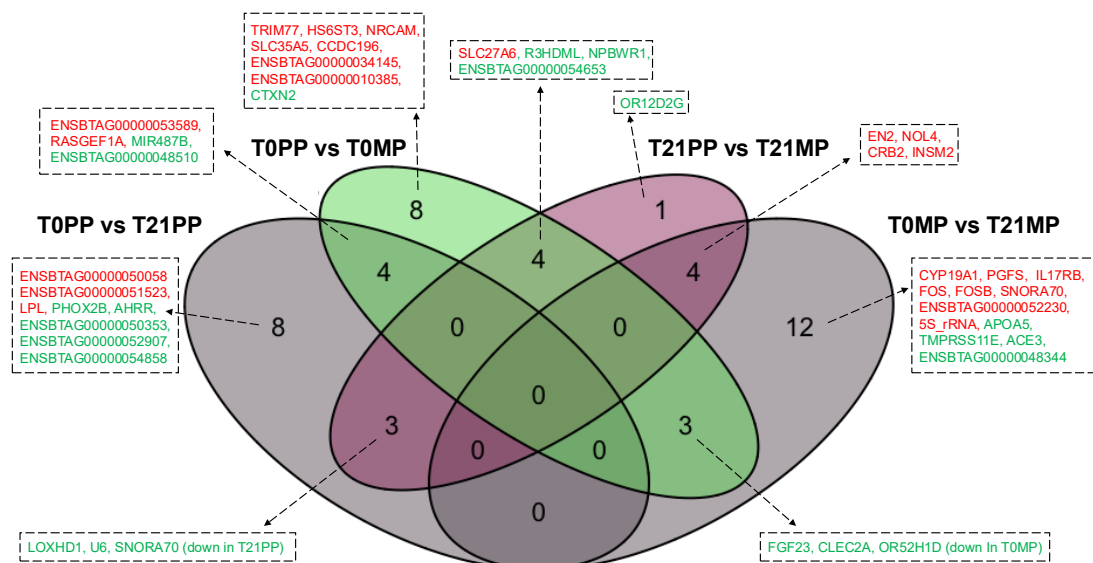 TRIM77, HS6ST3, NRCAM,
SLC35A5, CCDC196,
ENSBTAG00000034145,
ENSBTAG00000010385,
CTXN2
SLC27A6, R3HDML, NPBWR1,
ENSBTAG00000054653
OR12D2G
ENSBTAG00000053589,
RASGEF1A, MIR487B,
ENSBTAG00000048510
EN2, NOL4,
CRB2, INSM2
T0PP vs T0MP
T21PP vs T21MP
T0PP vs T21PP
T0MP vs T21MP
ENSBTAG00000050058
ENSBTAG00000051523,
LPL, PHOX2B, AHRR,
ENSBTAG00000050353,
ENSBTAG00000052907,
ENSBTAG00000054858
CYP19A1, PGFS, IL17RB,
FOS, FOSB, SNORA70,
ENSBTAG00000052230,
5S_rRNA, APOA5,
TMPRSS11E, ACE3,
ENSBTAG00000048344
8
1
4
4
4
8
0
0
12
0
3
3
0
0
0
LOXHD1, U6, SNORA70 (down in T21PP)
FGF23, CLEC2A, OR52H1D (down In T0MP)